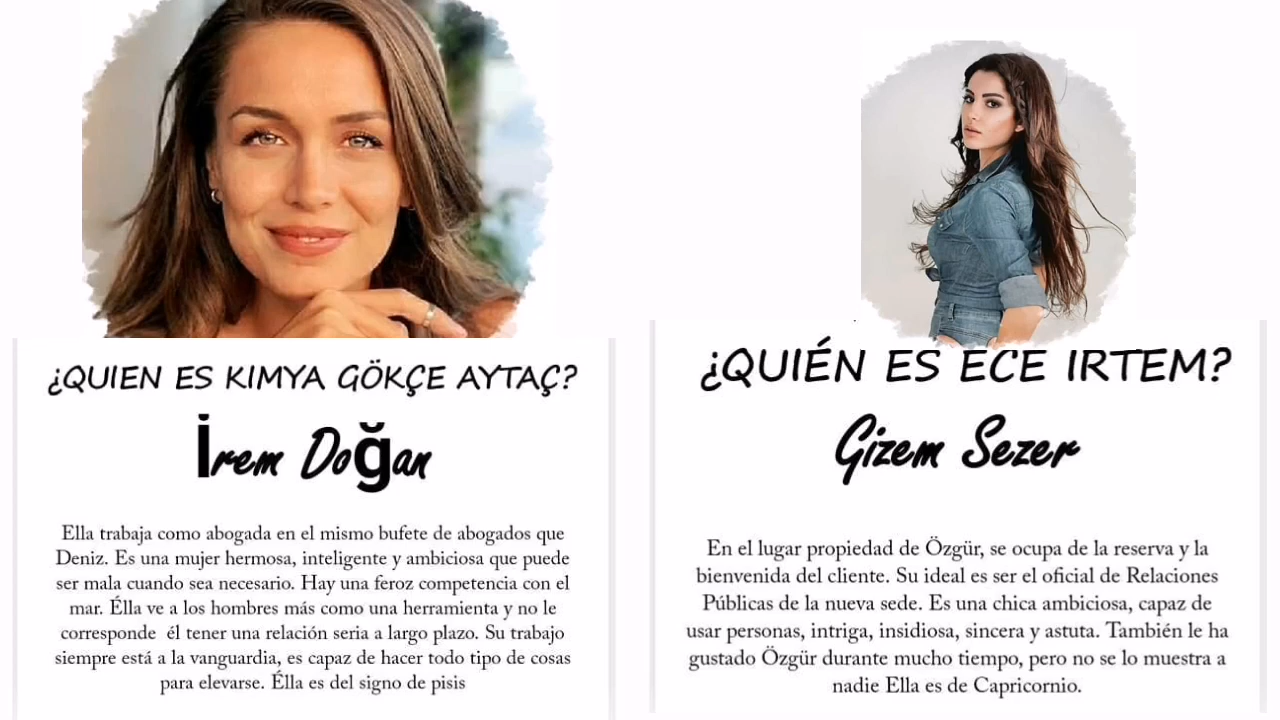 ¿QUIEN ES KIMYA GÖKÇE AYTAÇ?
İrem Doğan
Ella trabaja como abogada en el mismo bufete de abogados que
Deniz. Es una mujer hermosa, inteligente y ambiciosa que puede
ser mala cuando sea necesario. Hay una feroz competencia con el
mar. Élla ve a los hombres más como una herramienta y no le
corresponde él tener una relación seria a largo plazo. Su trabajo
siempre está a la vanguardia, es capaz de hacer todo tipo de cosas
para elevarse. Élla es del signo de pisis
¿QUIÉN ES ECE IRTEM?
Gizem Sezer
En el lugar propiedad de Özgür, se ocupa de la reserva y la
bienvenida del cliente. Su ideal es ser el oficial de Relaciones
Públicas de la nueva sede. Es una chica ambiciosa, capaz de
usar personas, intriga, insidiosa, sincera y astuta. También le ha
gustado Özgür durante mucho tiempo, pero no se lo muestra a
nadie Ella es de Capricornio.